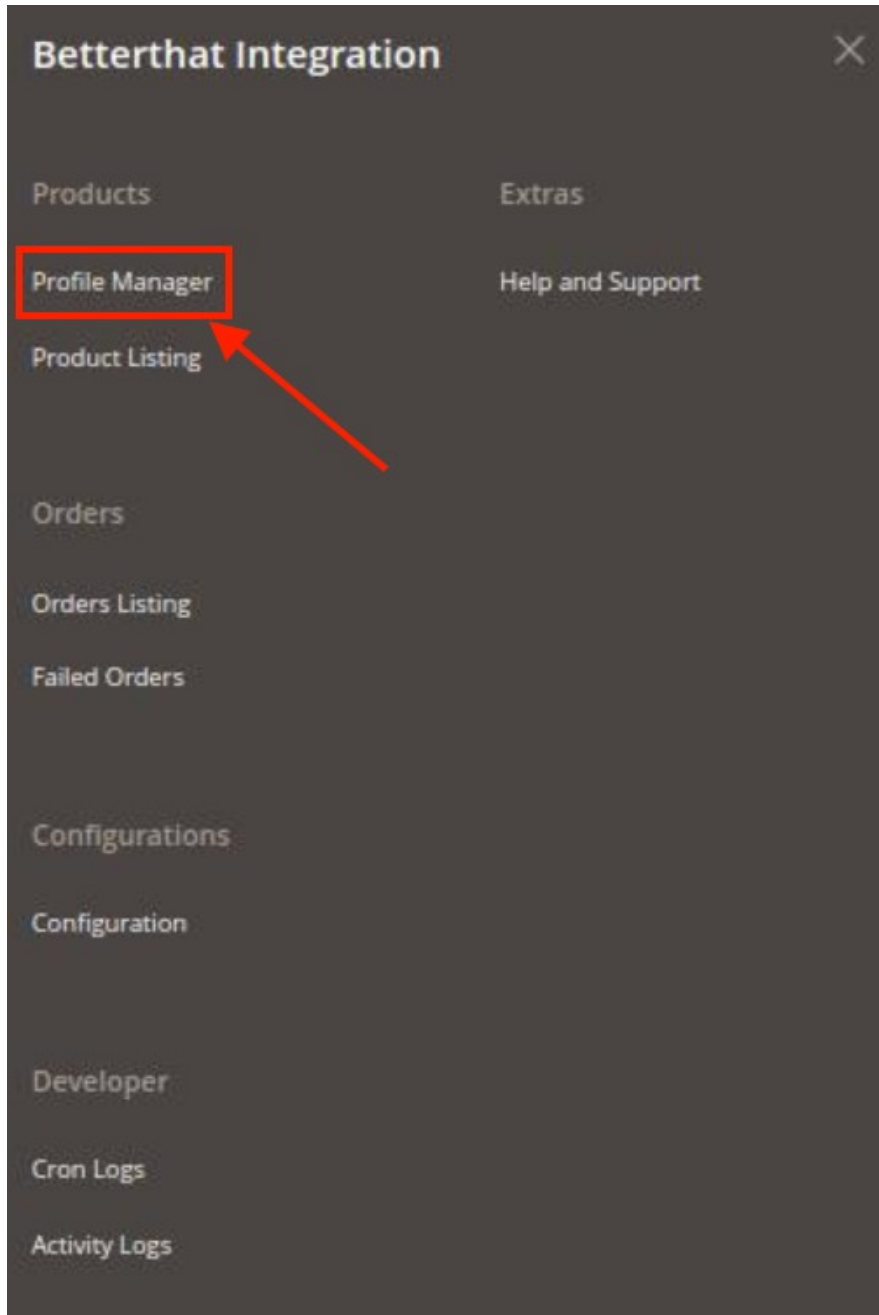 Betterthat Integration
Products
Profile Manager
Product Listing
Orders
Orders Listing
Failed Orders
Configurations
Configuration
Developer
Cron Logs
Activity Logs
Extras
Help and Support